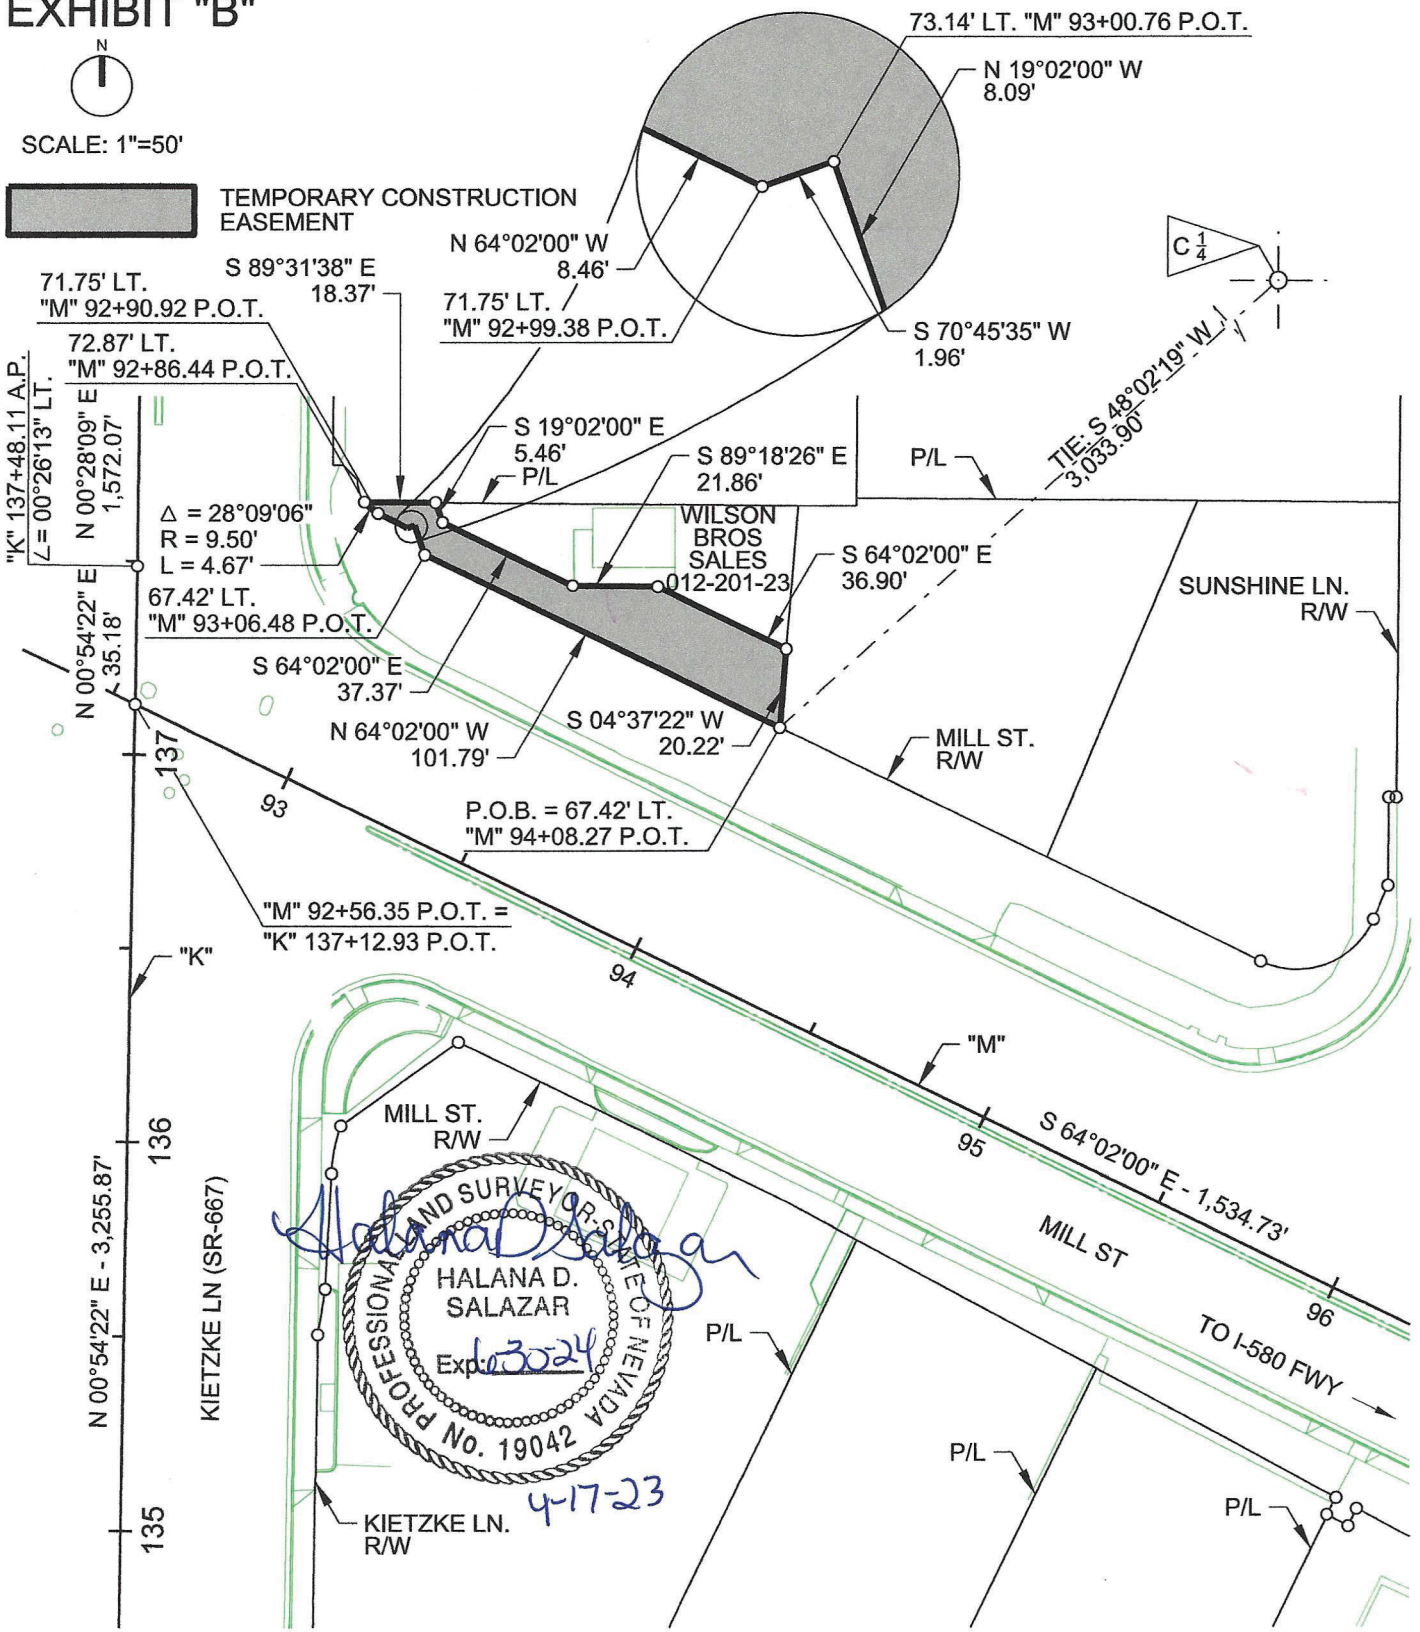 EXHIBIT "B"
N
SCALE: 1"=50'
TEMPORARY CONSTRUCTION
EASEMENT
73.14' LT. "M" 93+00.76 P.O.T.
N 19°02'00" W
8.09'
N 64°02'00" W
8.46'
S 89°31'38" E
18.37'
71.75' LT.
"M" 92+90.92 P.O.T.
71.75' LT.
"M" 92+99.38 P.O.T.
72.87' LT.
"M" 92+86.44 P.O.T.
S 70°45'35" W
1.96'
C 1/4
TIE: S 48°02'19" W
3,033.90'
"K" 137+48.11 A.P.
∠= 00°26'13" LT.
N 00°28'09" E
1,572.07'
N 00°54'22" E
35.18'
S 19°02'00" E
5.46'
P/L
S 89°18'26" E
21.86'
P/L
Δ = 28°09'06"
R = 9.50'
L = 4.67'
WILSON
BROS
SALES
012-201-23
S 64°02'00" E
36.90'
SUNSHINE LN.
R/W
67.42' LT.
"M" 93+06.48 P.O.T.
S 64°02'00" E
37.37'
N 64°02'00" W
101.79'
S 04°37'22" W
20.22'
MILL ST.
R/W
137
93
P.O.B. = 67.42' LT.
"M" 94+08.27 P.O.T.
"M" 92+56.35 P.O.T. =
"K" 137+12.93 P.O.T.
"K"
94
"M"
95
S 64°02'00" E - 1,534.73'
MILL ST.
R/W
136
MILL ST
96
TO I-580 FWY
N 00°54'22" E - 3,255.87'
KIETZKE LN (SR-667)
Halana D Salazar
PROFESSIONAL LAND SURVEYOR-STATE OF NEVADA
HALANA D.
SALAZAR
Exp: 6-30-24
No. 19042
4-17-23
P/L
P/L
P/L
135
KIETZKE LN.
R/W